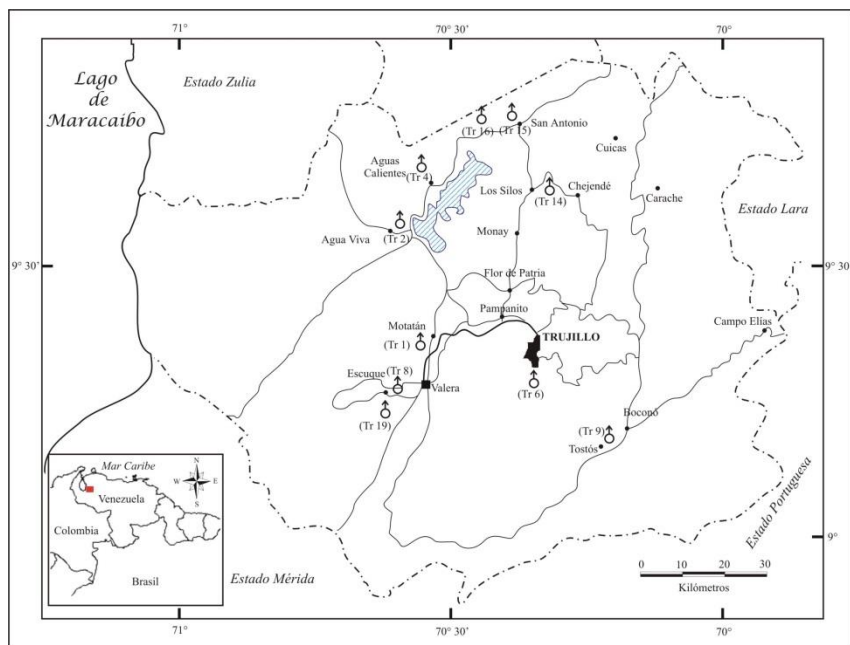 71°
70° 30'
70°
Lago
de
Maracaibo
Estado Zulia
(Tr 16)
(Tr 15)
San Antonio
Cuicas
Aguas
Calientes
(Tr 4)
Los Silos
(Tr 14)
Chejendé
Carache
Estado Lara
Agua Viva
(Tr 2)
Monay
9° 30'
9° 30'
Flor de Patria
Pampanito
Campo Elías
Motatán
(Tr 1)
TRUJILLO
Escuque
(Tr 8)
Valera
(Tr 6)
(Tr 19)
Boconó
(Tr 9)
Tostós
Estado Portuguesa
N
W
E
S
Mar Caribe
Venezuela
Colombia
Brasil
Estado Mérida
9°
0 10 20 30
Kilómetros
71°
70° 30'
70°